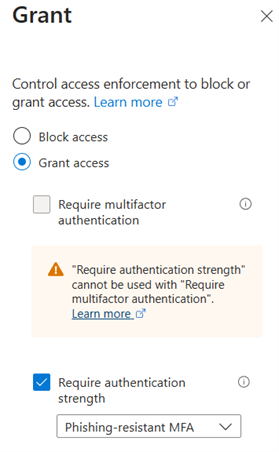 Grant
Control access enforcement to block or
grant access. Learn more
Block access
Grant access
Require multifactor
authentication
"Require authentication strength"
cannot be used with "Require
multifactor authentication".
Learn more
Require authentication
strength
Phishing-resistant MFA